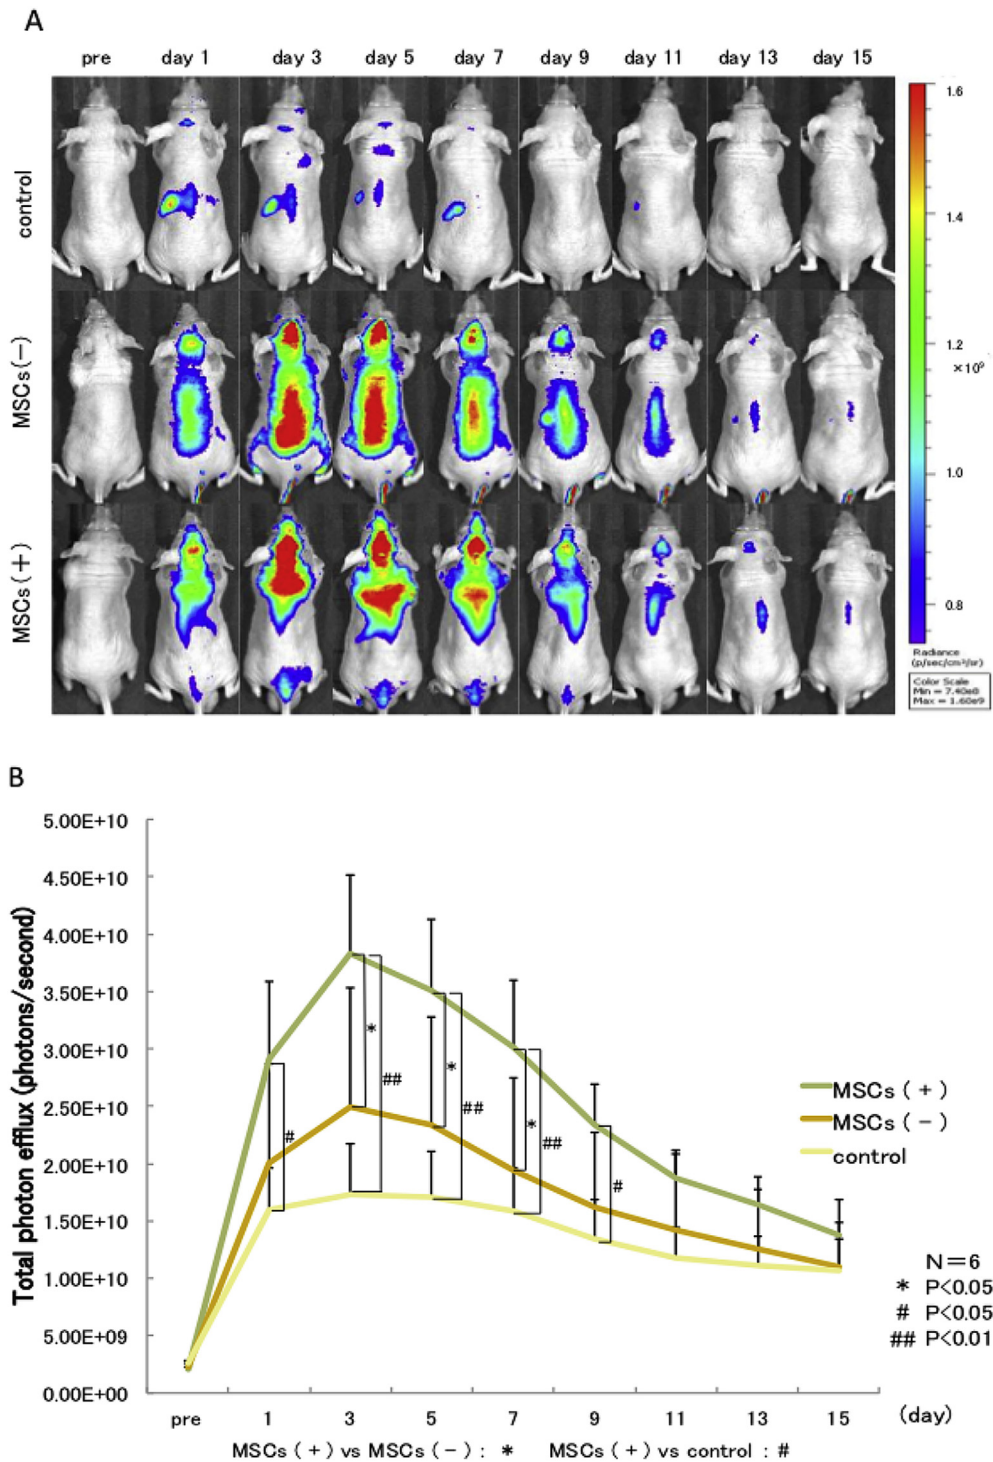 A
pre day 1 day 3 day 5 day 7 day 9 day 11 day 13 day 15
control
MSCs(-)
MSCs(+)
1.6
1.4
1.2
×10⁹
1.0
0.8
Radiance
(p/sec/cm²/sr)
Color Scale
Min = 7.40e8
Max = 1.60e9
B
Total photon efflux (photons/second)
5.00E+10
4.50E+10
4.00E+10
3.50E+10
3.00E+10
2.50E+10
2.00E+10
1.50E+10
1.00E+10
5.00E+09
0.00E+00
#
*
##
*
##
*
##
#
MSCs(+)
MSCs(-)
control
N=6
* P<0.05
# P<0.05
## P<0.01
pre 1 3 5 7 9 11 13 15 (day)
MSCs(+) vs MSCs(-) : * MSCs(+) vs control : #